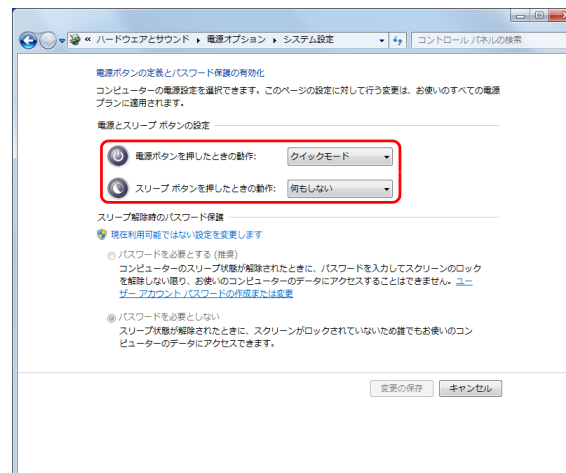 « ハードウェアとサウンド ▸ 電源オプション ▸ システム設定
コントロール パネルの検索
電源ボタンの定義とパスワード保護の有効化
コンピューターの電源設定を選択できます。このページの設定に対して行う変更は、お使いのすべての電源
プランに適用されます。
電源とスリープ ボタンの設定
電源ボタンを押したときの動作:
クイックモード
スリープ ボタンを押したときの動作:
何もしない
スリープ解除時のパスワード保護
現在利用可能ではない設定を変更します
パスワードを必要とする (推奨)
コンピューターのスリープ状態が解除されたときに、パスワードを入力してスクリーンのロック
を解除しない限り、お使いのコンピューターのデータにアクセスすることはできません。ユー
ザー アカウント パスワードの作成または変更
パスワードを必要としない
スリープ状態が解除されたときに、スクリーンがロックされていないため誰でもお使いのコン
ピューターのデータにアクセスできます。
変更の保存
キャンセル